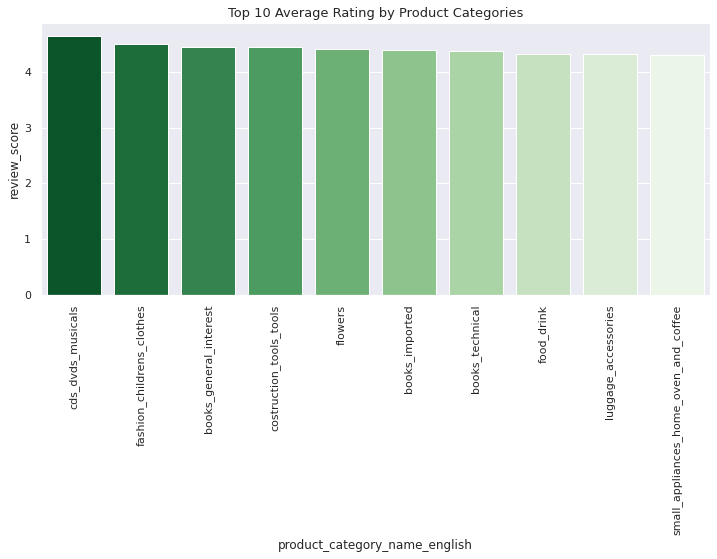 Top 10 Average Rating by Product Categories
review_score
4
3
2
1
0
cds_dvds_musicals
fashion_childrens_clothes
books_general_interest
costruction_tools_tools
flowers
books_imported
books_technical
food_drink
luggage_accessories
small_appliances_home_oven_and_coffee
product_category_name_english